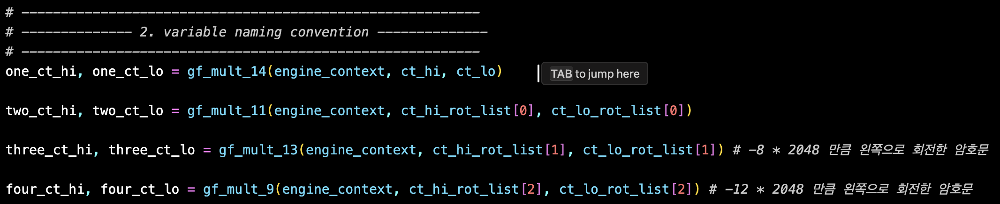 # ----------------------------------------------------------
# -------------- 2. variable naming convention --------------
# ----------------------------------------------------------
one_ct_hi, one_ct_lo = gf_mult_14(engine_context, ct_hi, ct_lo) TAB to jump here
two_ct_hi, two_ct_lo = gf_mult_11(engine_context, ct_hi_rot_list[0], ct_lo_rot_list[0])
three_ct_hi, three_ct_lo = gf_mult_13(engine_context, ct_hi_rot_list[1], ct_lo_rot_list[1]) # -8 * 2048 만큼 왼쪽으로 회전한 암호문
four_ct_hi, four_ct_lo = gf_mult_9(engine_context, ct_hi_rot_list[2], ct_lo_rot_list[2]) # -12 * 2048 만큼 왼쪽으로 회전한 암호문